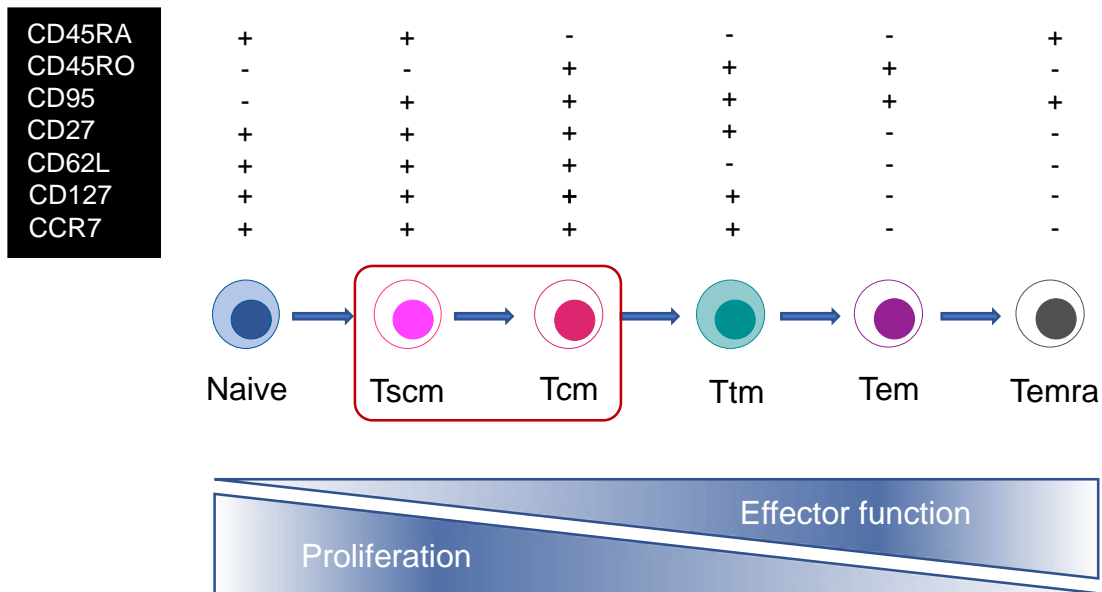 CD45RA + + - - - +
CD45RO - - + + + -
CD95 - + + + + +
CD27 + + + + - -
CD62L + + + - - -
CD127 + + + + - -
CCR7 + + + + - -
Naive Tscm Tcm Ttm Tem Temra
Effector function
Proliferation